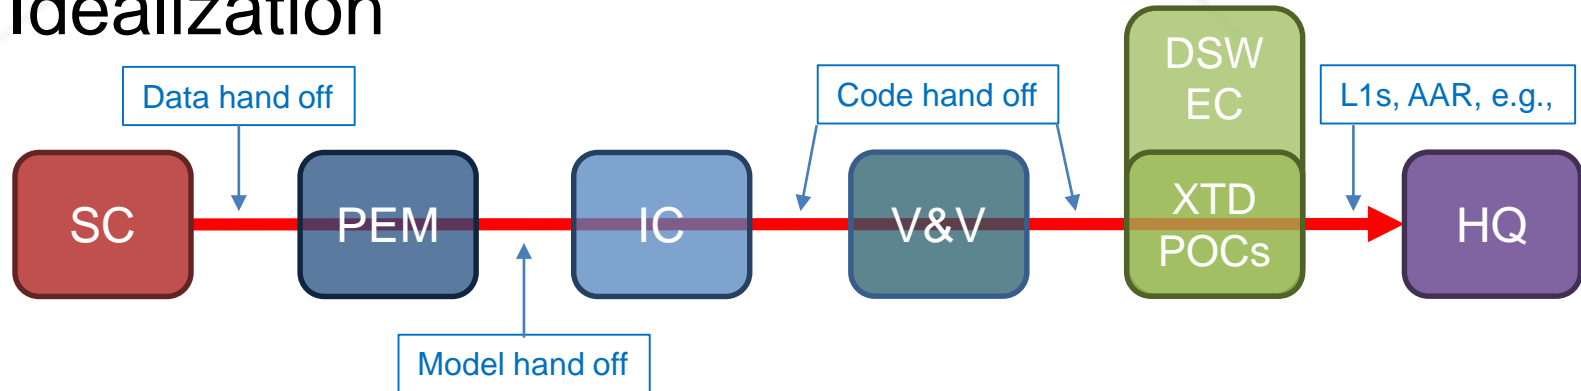 Idealization
Data hand off
Code hand off
DSW
EC
L1s, AAR, e.g.,
SC
PEM
IC
V&V
XTD
POCs
HQ
Model hand off